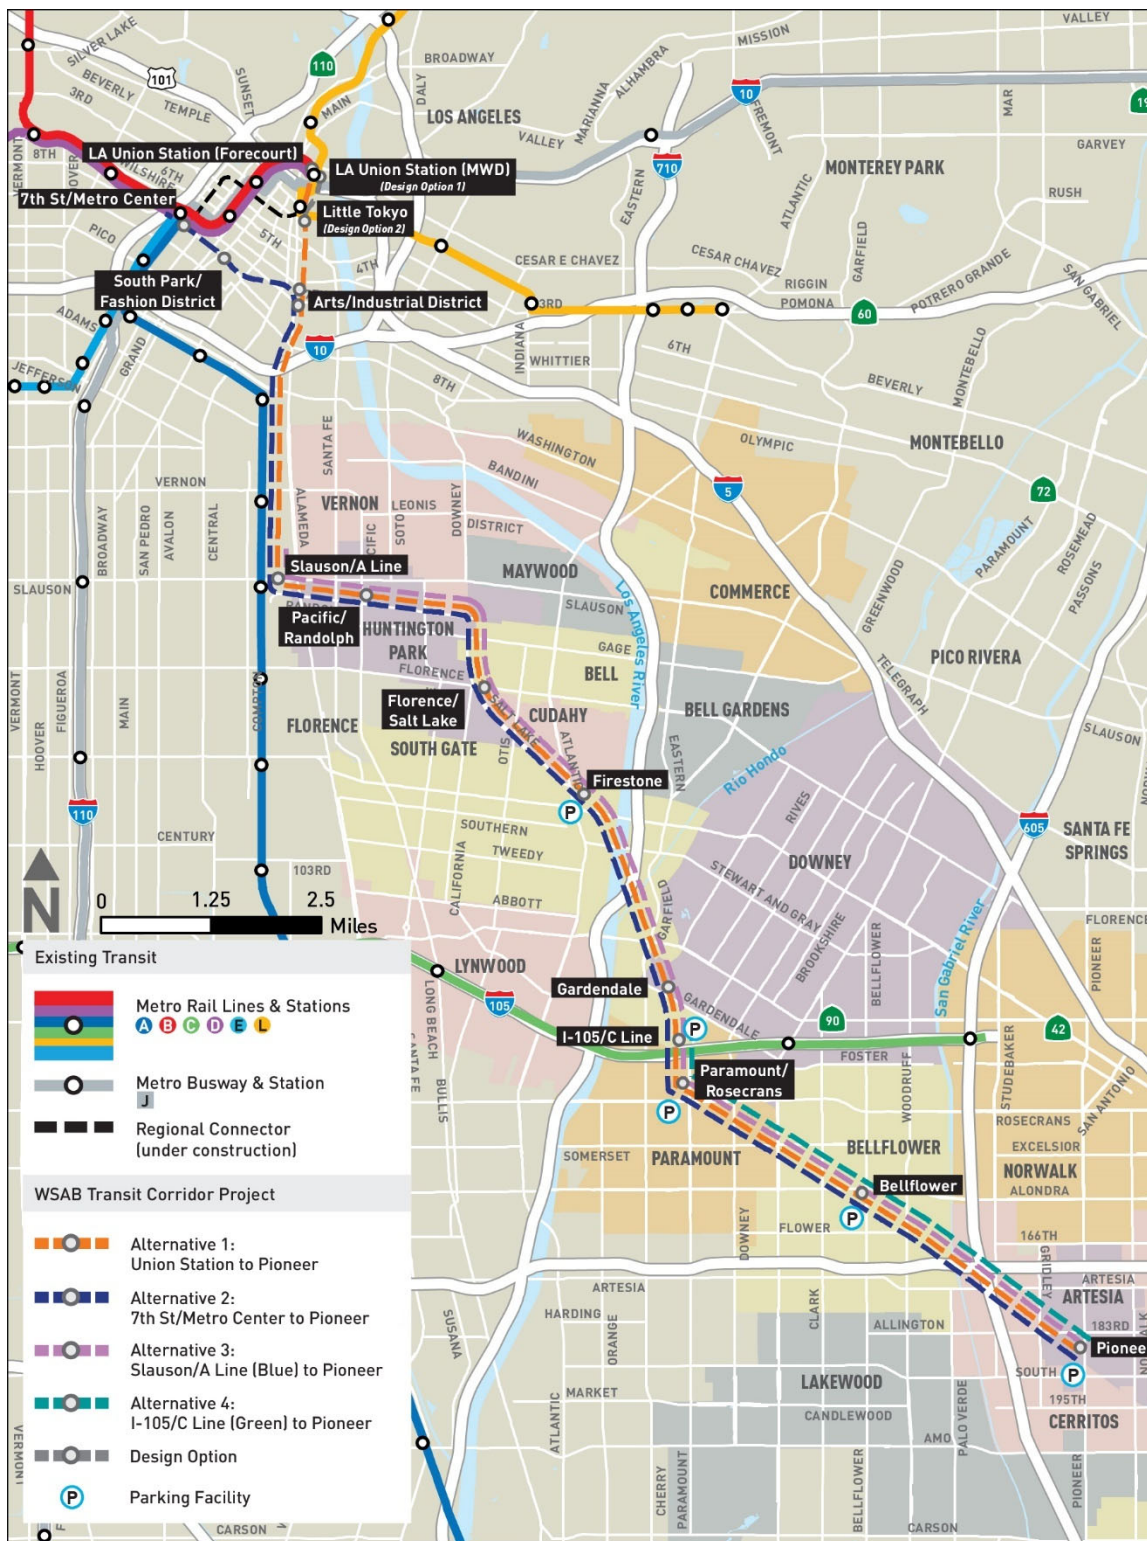 VALLEY
MISSION
SILVER LAKE
101
SUNSET
110
BROADWAY
DALY
ALHAMBRA
MARIANNA
10
FREMONT
MAR
BEVERLY
3RD
TEMPLE
MAIN
LOS ANGELES
VALLEY
710
GARVEY
VERMONT
8TH
6TH
WILSHIRE
LA Union Station (Forecourt)
LA Union Station (MWD)
(Design Option 1)
EASTERN
MONTEREY PARK
ATLANTIC
RUSH
7th St/Metro Center
Little Tokyo
(Design Option 2)
5TH
PICO
4TH
CESAR E CHAVEZ
CESAR CHAVEZ
GARFIELD
RIGGIN
POMONA
POTRERO GRANDE
SAN GABRIEL
South Park/
Fashion District
Arts/Industrial District
3RD
60
ADAMS
GRAND
10
INDIANA
WHITTIER
6TH
JEFFERSON
8TH
BEVERLY
MONTEBELLO
SANTA FE
WASHINGTON
OLYMPIC
MONTEBELLO
BANDINI
5
72
VERNON
VERNON
LEONIS
DOWNEY
DISTRICT
BROADWAY
SAN PEDRO
AVALON
CENTRAL
ALAMEDA
SOTO
PARAMOUNT
ROSEMEAD
PASSONS
SLAUSON
Slauson/A Line
MAYWOOD
Los Angeles River
COMMERCE
GREENWOOD
Pacific/
Randolph
HUNTINGTON
PARK
SLAUSON
GAGE
BELL
PICO RIVERA
TELEGRAPH
VERMONT
HOOVER
FIGUEROA
MAIN
COMPTON
FLORENCE
FLORENCE
Florence/
Salt Lake
SALT LAKE
CUDAHY
BELL GARDENS
SLAUSON
SOUTH GATE
OTIS
ATLANTIC
EASTERN
Rio Hondo
Firestone
P
110
RIVES
605
SANTA FE
SPRINGS
CENTURY
103RD
SOUTHERN
TWEEDY
CALIFORNIA
ABBOTT
DOWNEY
STEWART AND GRAY
BROOKSHIRE
GARFIELD
BELLFLOWER
San Gabriel River
FLORENCE
PIONEER
N
0
1.25
2.5
Miles
LYNWOOD
105
LONG BEACH
SANTA FE
BULLIS
Gardendale
GARDENDALE
I-105/C Line
P
90
42
FOSTER
Paramount/
Rosecrans
P
WOODRUFF
STUDEBAKER
ROSECRANS
SAN ANTONIO
SOMERSET
PARAMOUNT
BELLFLOWER
EXCELSIOR
NORWALK
ALONDRA
Bellflower
P
DOWNEY
FLOWER
166TH
GRIDLEY
ARTESIA
ARTESIA
ARTESIA
HARDING
ORANGE
CLARK
ALLINGTON
183RD
SUSANA
SOUTH
P
LAKEWOOD
195TH
MARKET
ATLANTIC
CANDLEWOOD
PALO VERDE
CERRITOS
CHERRY
PARAMOUNT
BELLFLOWER
PIONEER
CARSON
CARSON
VERMONT
Existing Transit
Metro Rail Lines & Stations
A B C D E L
Metro Busway & Station
J
Regional Connector
(under construction)
WSAB Transit Corridor Project
Alternative 1:
Union Station to Pioneer
Alternative 2:
7th St/Metro Center to Pioneer
Alternative 3:
Slauson/A Line (Blue) to Pioneer
Alternative 4:
I-105/C Line (Green) to Pioneer
Design Option
P Parking Facility